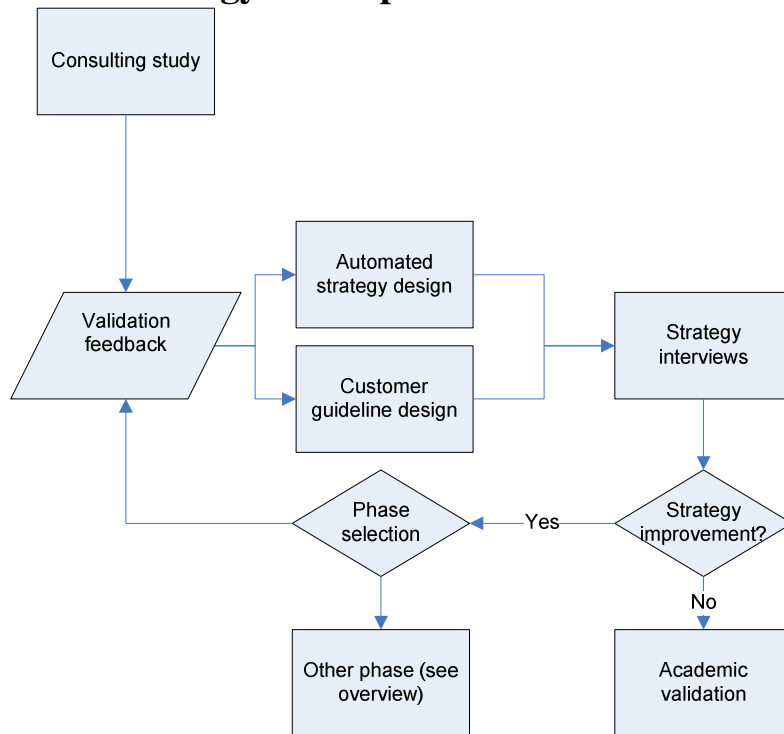 Consulting study
Automated
strategy design
Validation
feedback
Strategy
interviews
Customer
guideline design
Phase
selection
Yes
Strategy
improvement?
No
Other phase (see
overview)
Academic
validation